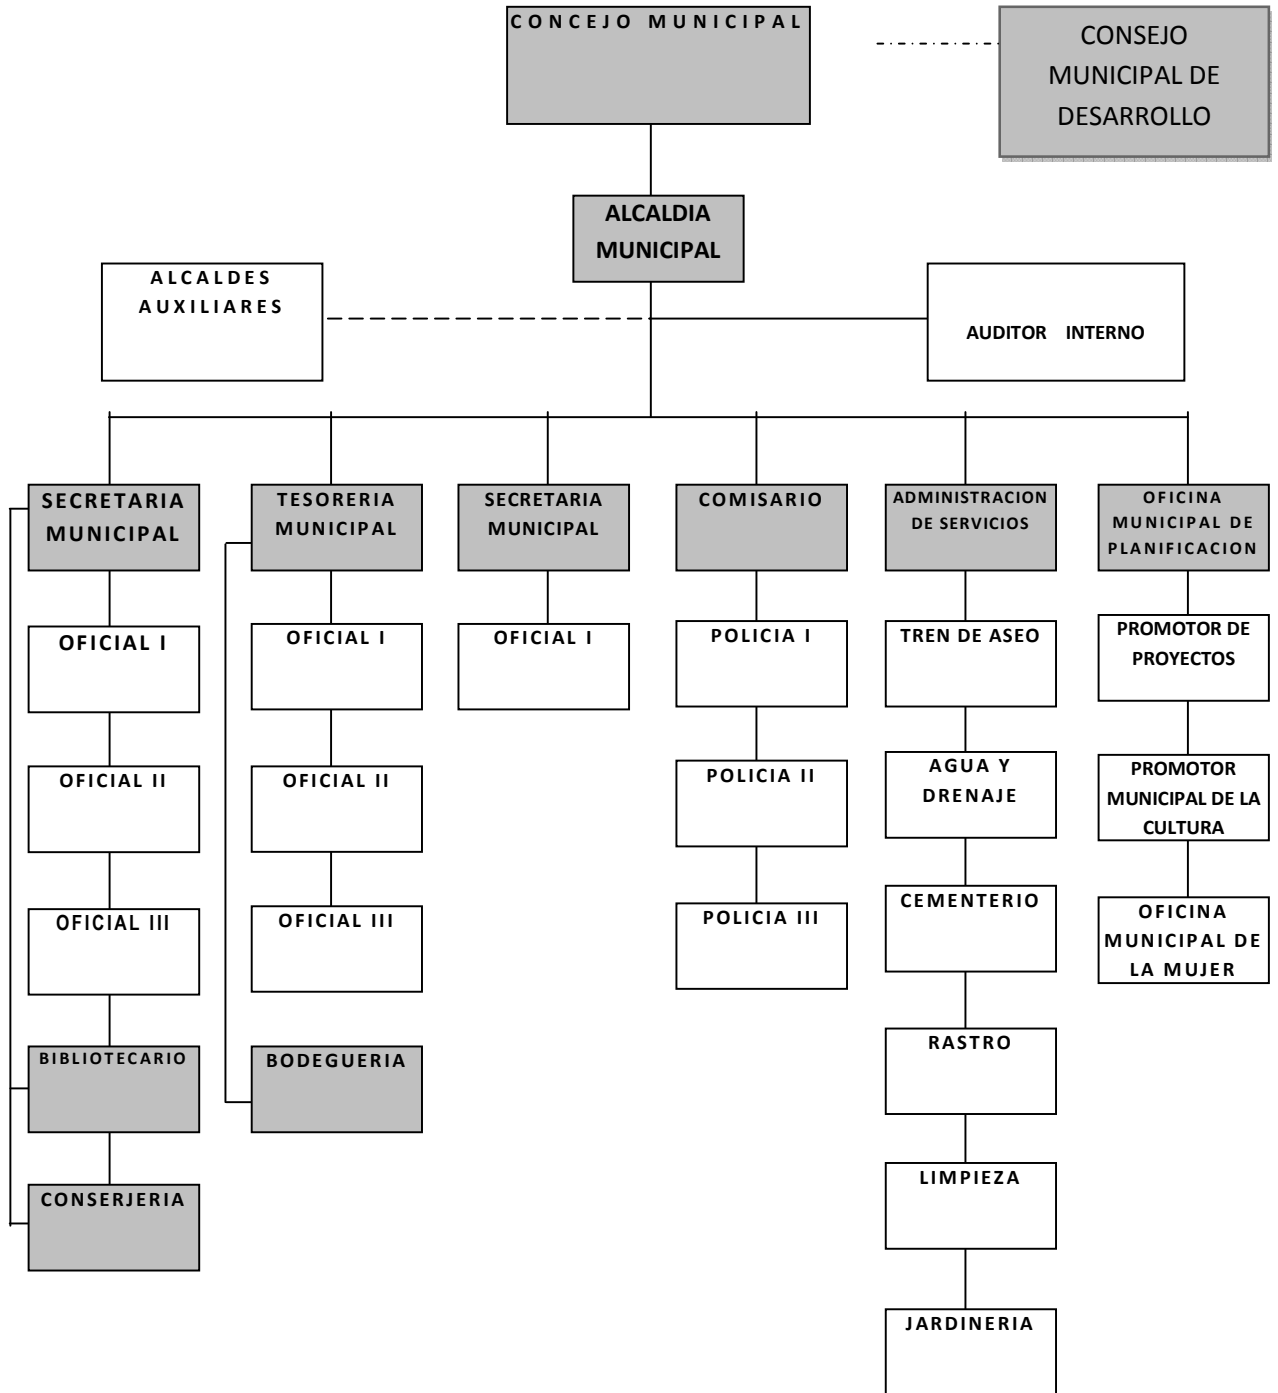 CONCEJO MUNICIPAL
CONSEJO
MUNICIPAL DE
DESARROLLO
ALCALDIA
MUNICIPAL
ALCALDES
AUXILIARES
AUDITOR INTERNO
SECRETARIA
MUNICIPAL
TESORERIA
MUNICIPAL
SECRETARIA
MUNICIPAL
COMISARIO
ADMINISTRACION
DE SERVICIOS
OFICINA
MUNICIPAL DE
PLANIFICACION
OFICIAL I
OFICIAL I
OFICIAL I
POLICIA I
TREN DE ASEO
PROMOTOR DE
PROYECTOS
OFICIAL II
OFICIAL II
POLICIA II
AGUA Y
DRENAJE
PROMOTOR
MUNICIPAL DE LA
CULTURA
OFICIAL III
OFICIAL III
POLICIA III
CEMENTERIO
OFICINA
MUNICIPAL DE
LA MUJER
BIBLIOTECARIO
BODEGUERIA
RASTRO
CONSERJERIA
LIMPIEZA
JARDINERIA